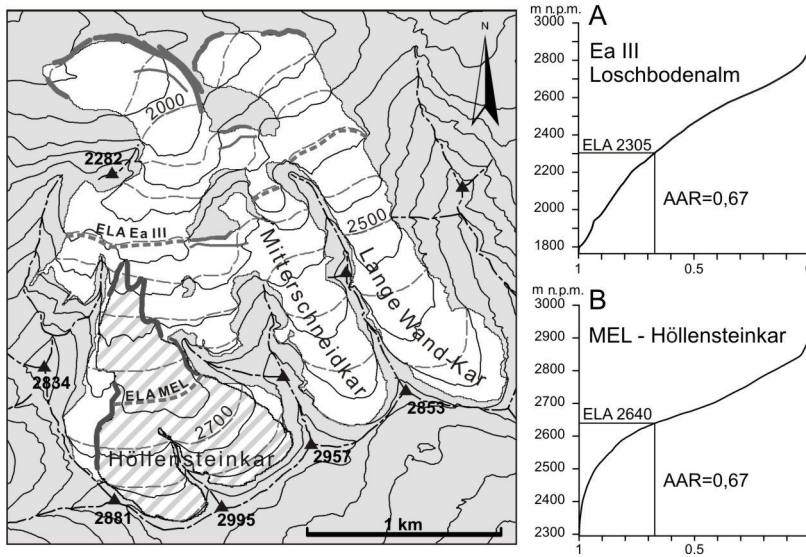 N
2000
2282
ELA Ea III
2500
Mitterschneidkar
Lange Wand-Kar
2834
ELA MEL
2700
Höllensteinkar
2853
2957
2881
2995
1 km
m n.p.m.
A
3000
Ea III
Loschbodenalm
2800
2600
2400
ELA 2305
2200
AAR=0,67
2000
1800
1
0.5
m n.p.m.
B
3000
MEL - Höllensteinkar
2900
2800
2700
ELA 2640
2600
2500
AAR=0,67
2400
2300
1
0.5